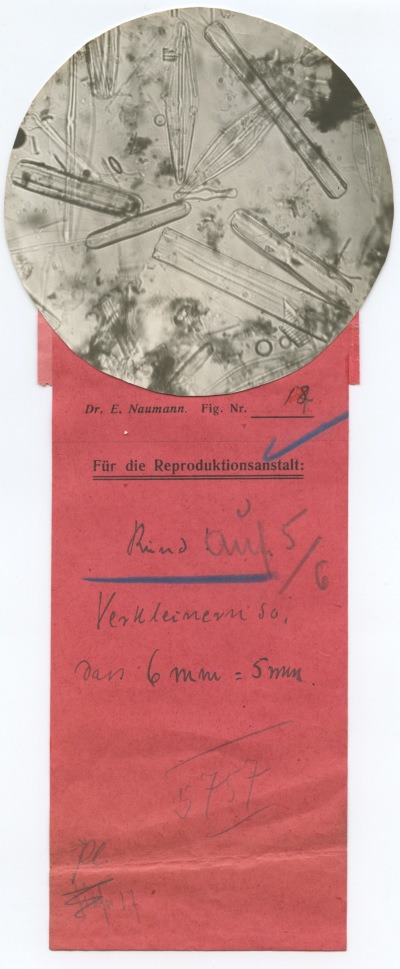 Dr. E. Naumann. Fig. Nr. 18
Für die Reproduktionsanstalt:
Rund auf 5/6
Verkleinern so,
dass 6 mm = 5 mm.
5757